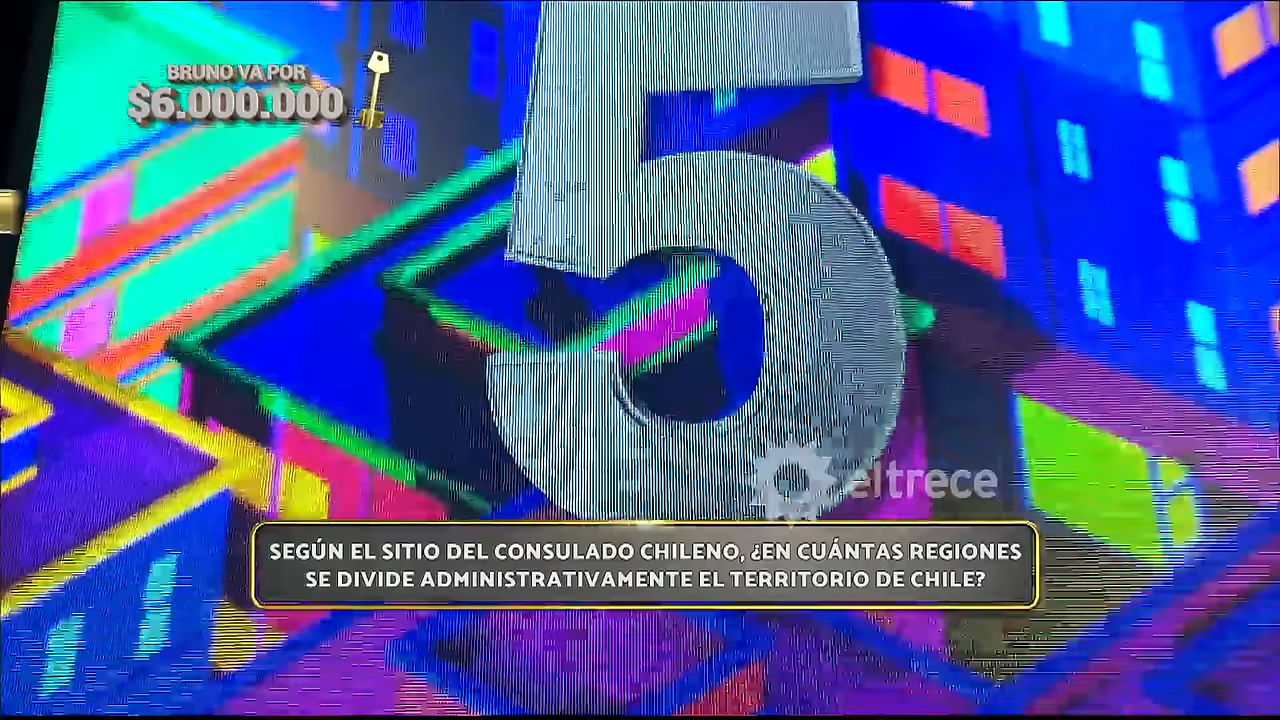 BRUNO VA POR
$6.000.000
5
eltrece
SEGÚN EL SITIO DEL CONSULADO CHILENO, ¿EN CUÁNTAS REGIONES
SE DIVIDE ADMINISTRATIVAMENTE EL TERRITORIO DE CHILE?